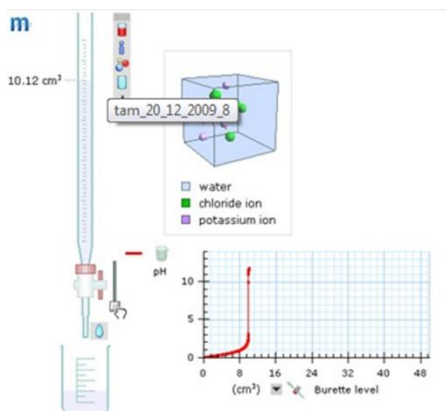 m
10.12 cm³
tam_20_12_2009_8
water
chloride ion
potassium ion
pH
10
5
0
0 8 16 24 32 40 48
(cm³) Burette level